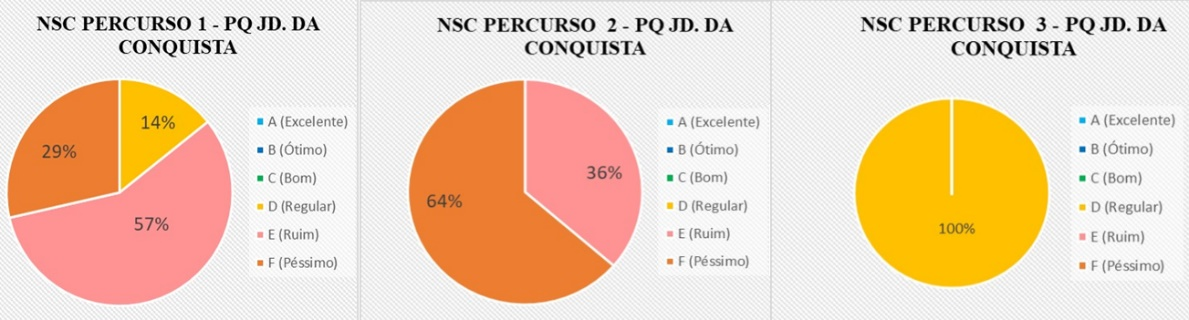 NSC PERCURSO 1 - PQ JD. DA
CONQUISTA
14%
29%
57%
A (Excelente)
B (Ótimo)
C (Bom)
D (Regular)
E (Ruim)
F (Péssimo)
NSC PERCURSO 2 - PQ JD. DA
CONQUISTA
36%
64%
A (Excelente)
B (Ótimo)
C (Bom)
D (Regular)
E (Ruim)
F (Péssimo)
NSC PERCURSO 3 - PQ JD. DA
CONQUISTA
100%
A (Excelente)
B (Ótimo)
C (Bom)
D (Regular)
E (Ruim)
F (Péssimo)